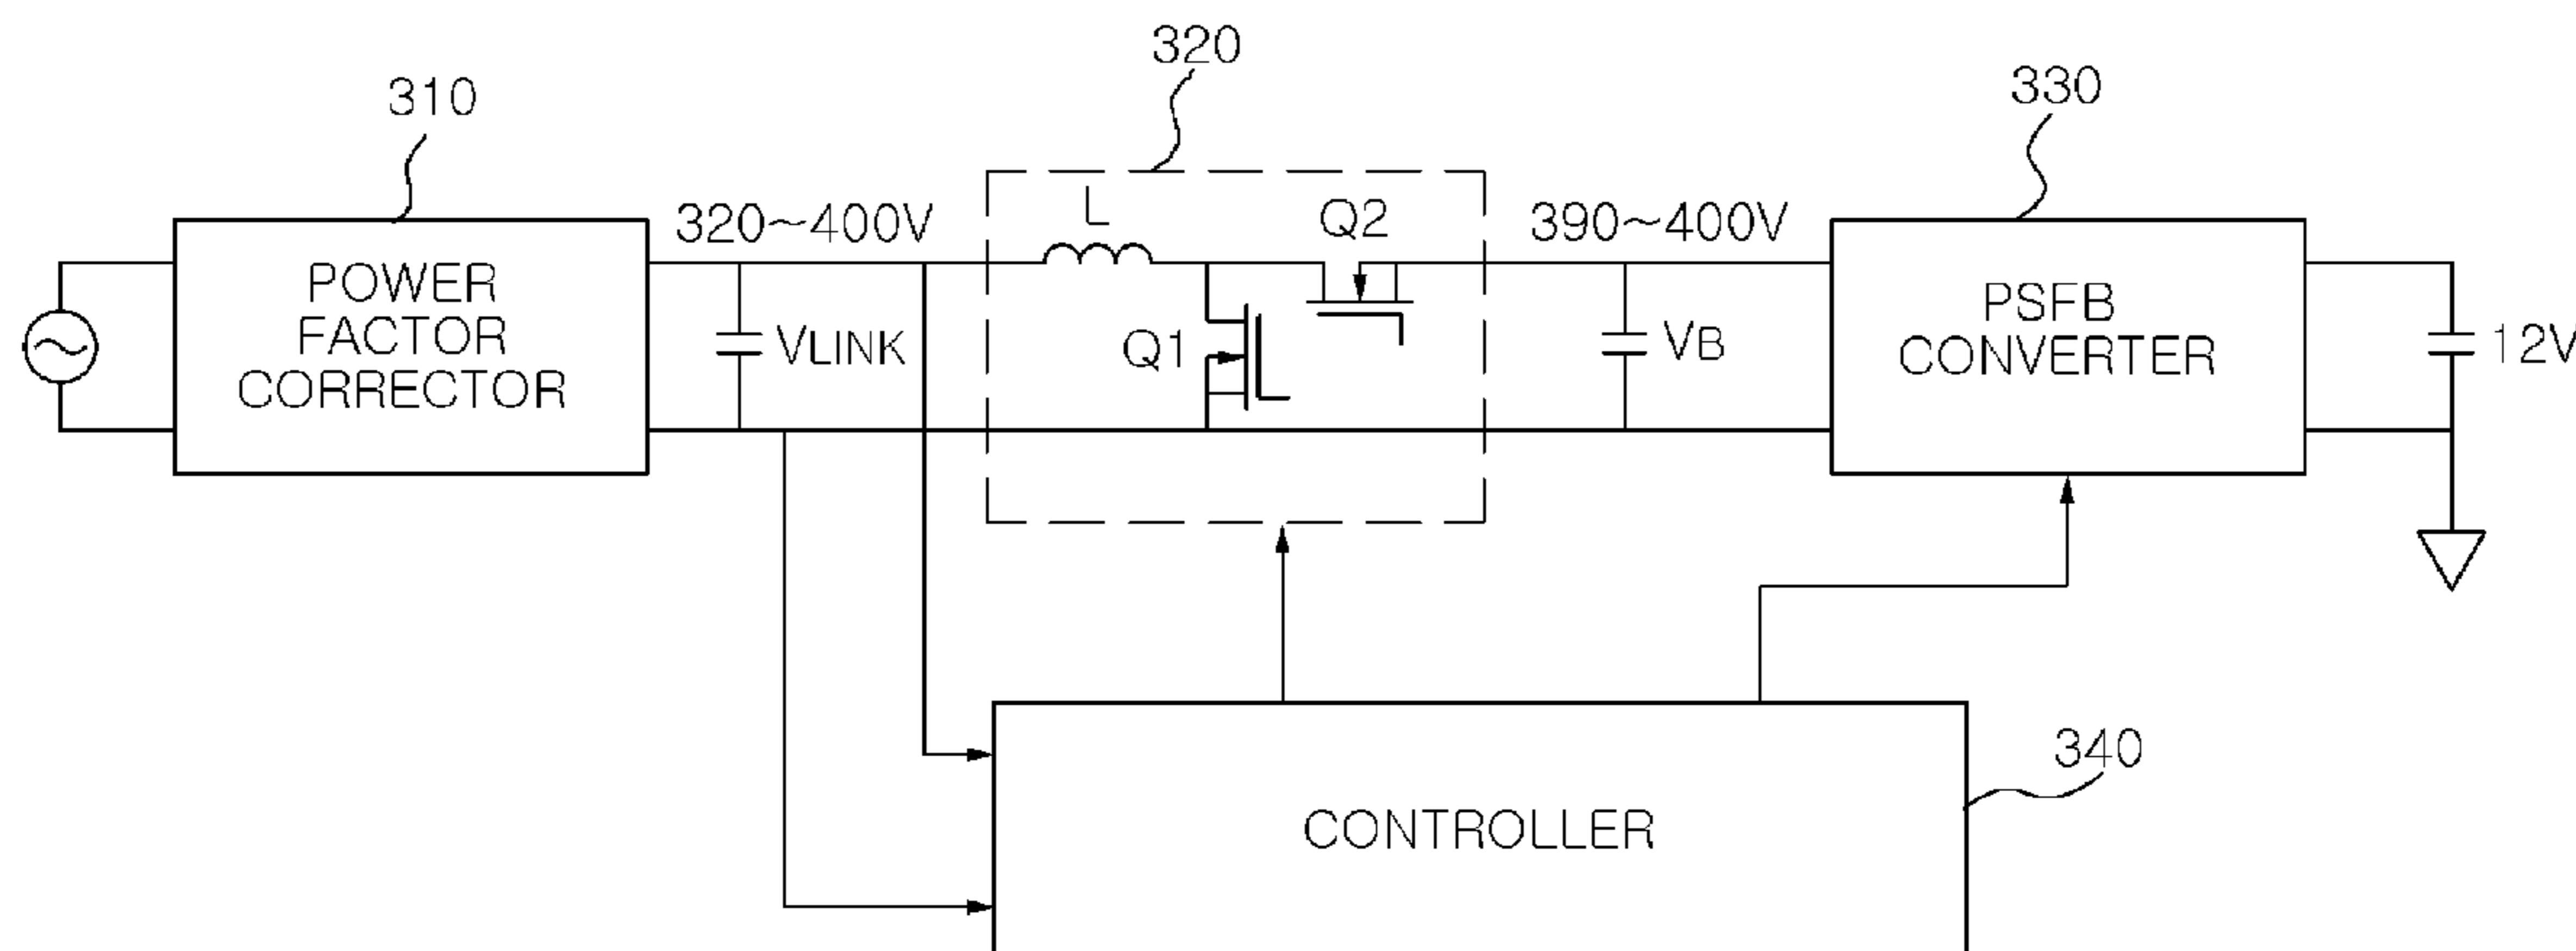 320
310
330
320~400V
L
Q2
390~400V
POWER
FACTOR
CORRECTOR
VLINK
Q1
VB
PSFB
CONVERTER
12V
340
CONTROLLER